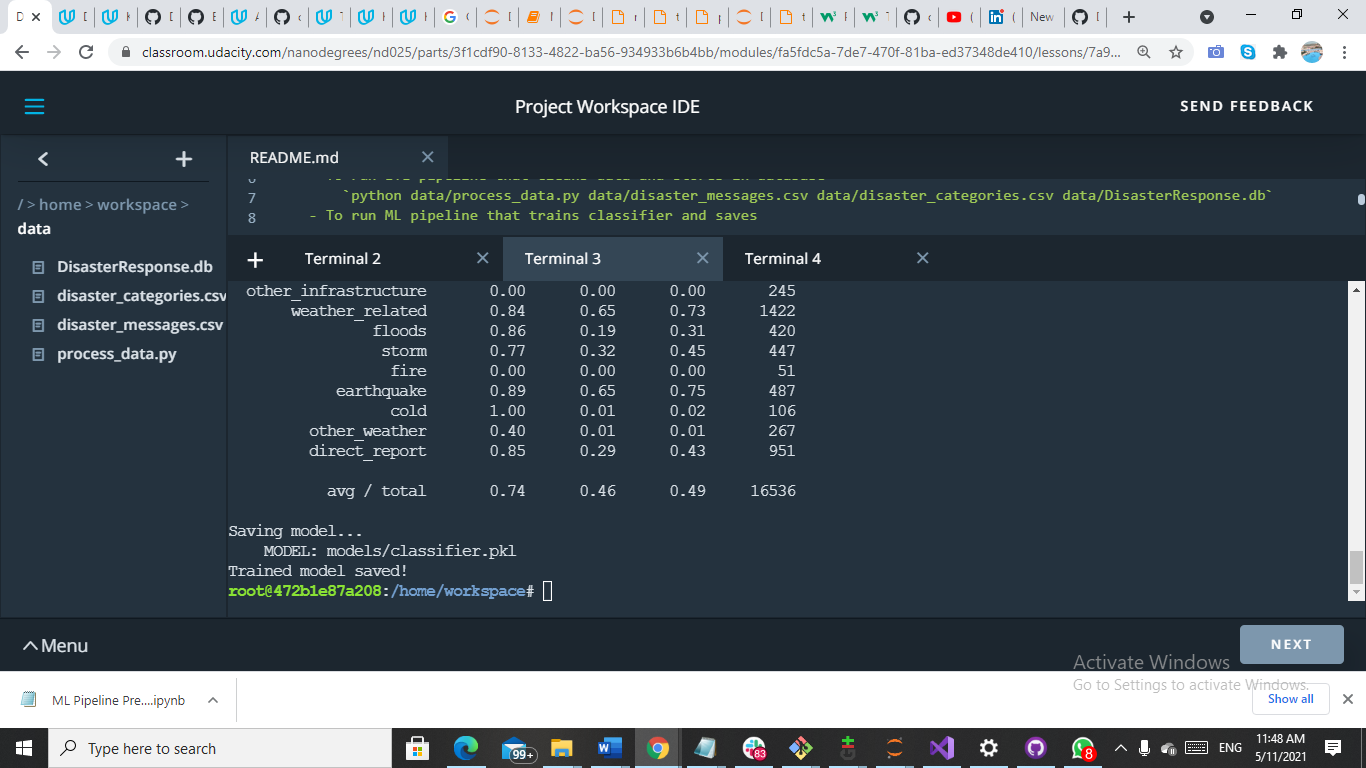 D
classroom.udacity.com/nanodegrees/nd025/parts/3f1cdf90-8133-4822-ba56-934933b6b4bb/modules/fa5fdc5a-7de7-470f-81ba-ed37348de410/lessons/7a9...
Project Workspace IDE
SEND FEEDBACK
README.md
/ > home > workspace >
data
DisasterResponse.db
disaster_categories.csv
disaster_messages.csv
process_data.py
7 `python data/process_data.py data/disaster_messages.csv data/disaster_categories.csv data/DisasterResponse.db`
8 - To run ML pipeline that trains classifier and saves
Terminal 2
Terminal 3
Terminal 4
other_infrastructure 0.00 0.00 0.00 245
weather_related 0.84 0.65 0.73 1422
floods 0.86 0.19 0.31 420
storm 0.77 0.32 0.45 447
fire 0.00 0.00 0.00 51
earthquake 0.89 0.65 0.75 487
cold 1.00 0.01 0.02 106
other_weather 0.40 0.01 0.01 267
direct_report 0.85 0.29 0.43 951
avg / total 0.74 0.46 0.49 16536
Saving model...
MODEL: models/classifier.pkl
Trained model saved!
root@472b1e87a208:/home/workspace#
Menu
NEXT
Activate Windows
Go to Settings to activate Windows.
ML Pipeline Pre....ipynb
Show all
Type here to search
99+
83
8
ENG
11:48 AM
5/11/2021